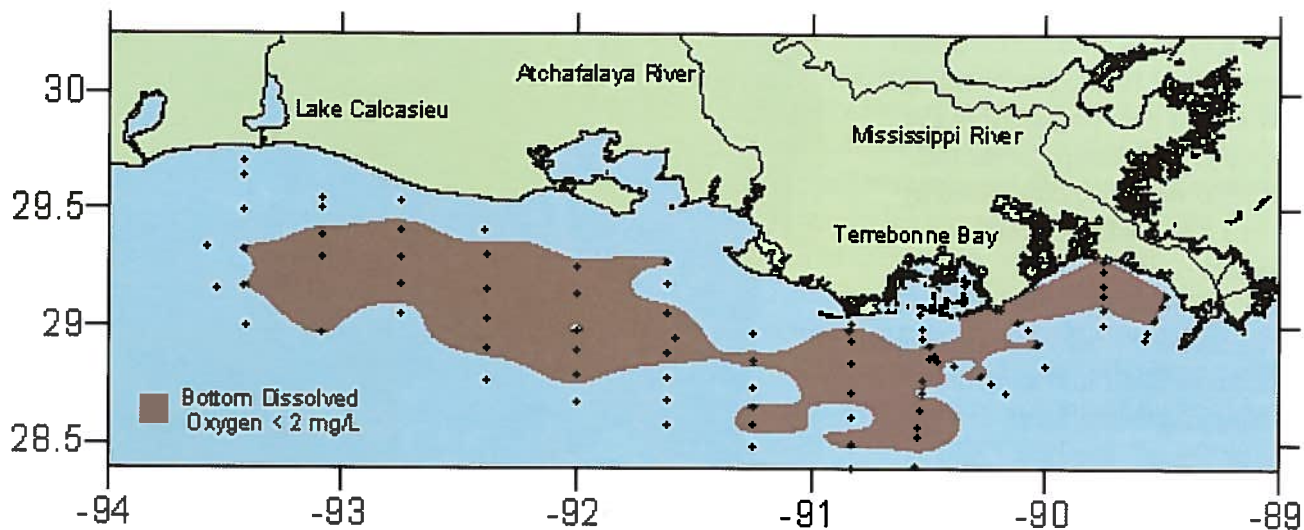 30
29.5
29
28.5
Atchafalaya River
Lake Calcasieu
Mississippi River
Terrebonne Bay
Bottom Dissolved
Oxygen < 2 mg/L
-94
-93
-92
-91
-90
-89